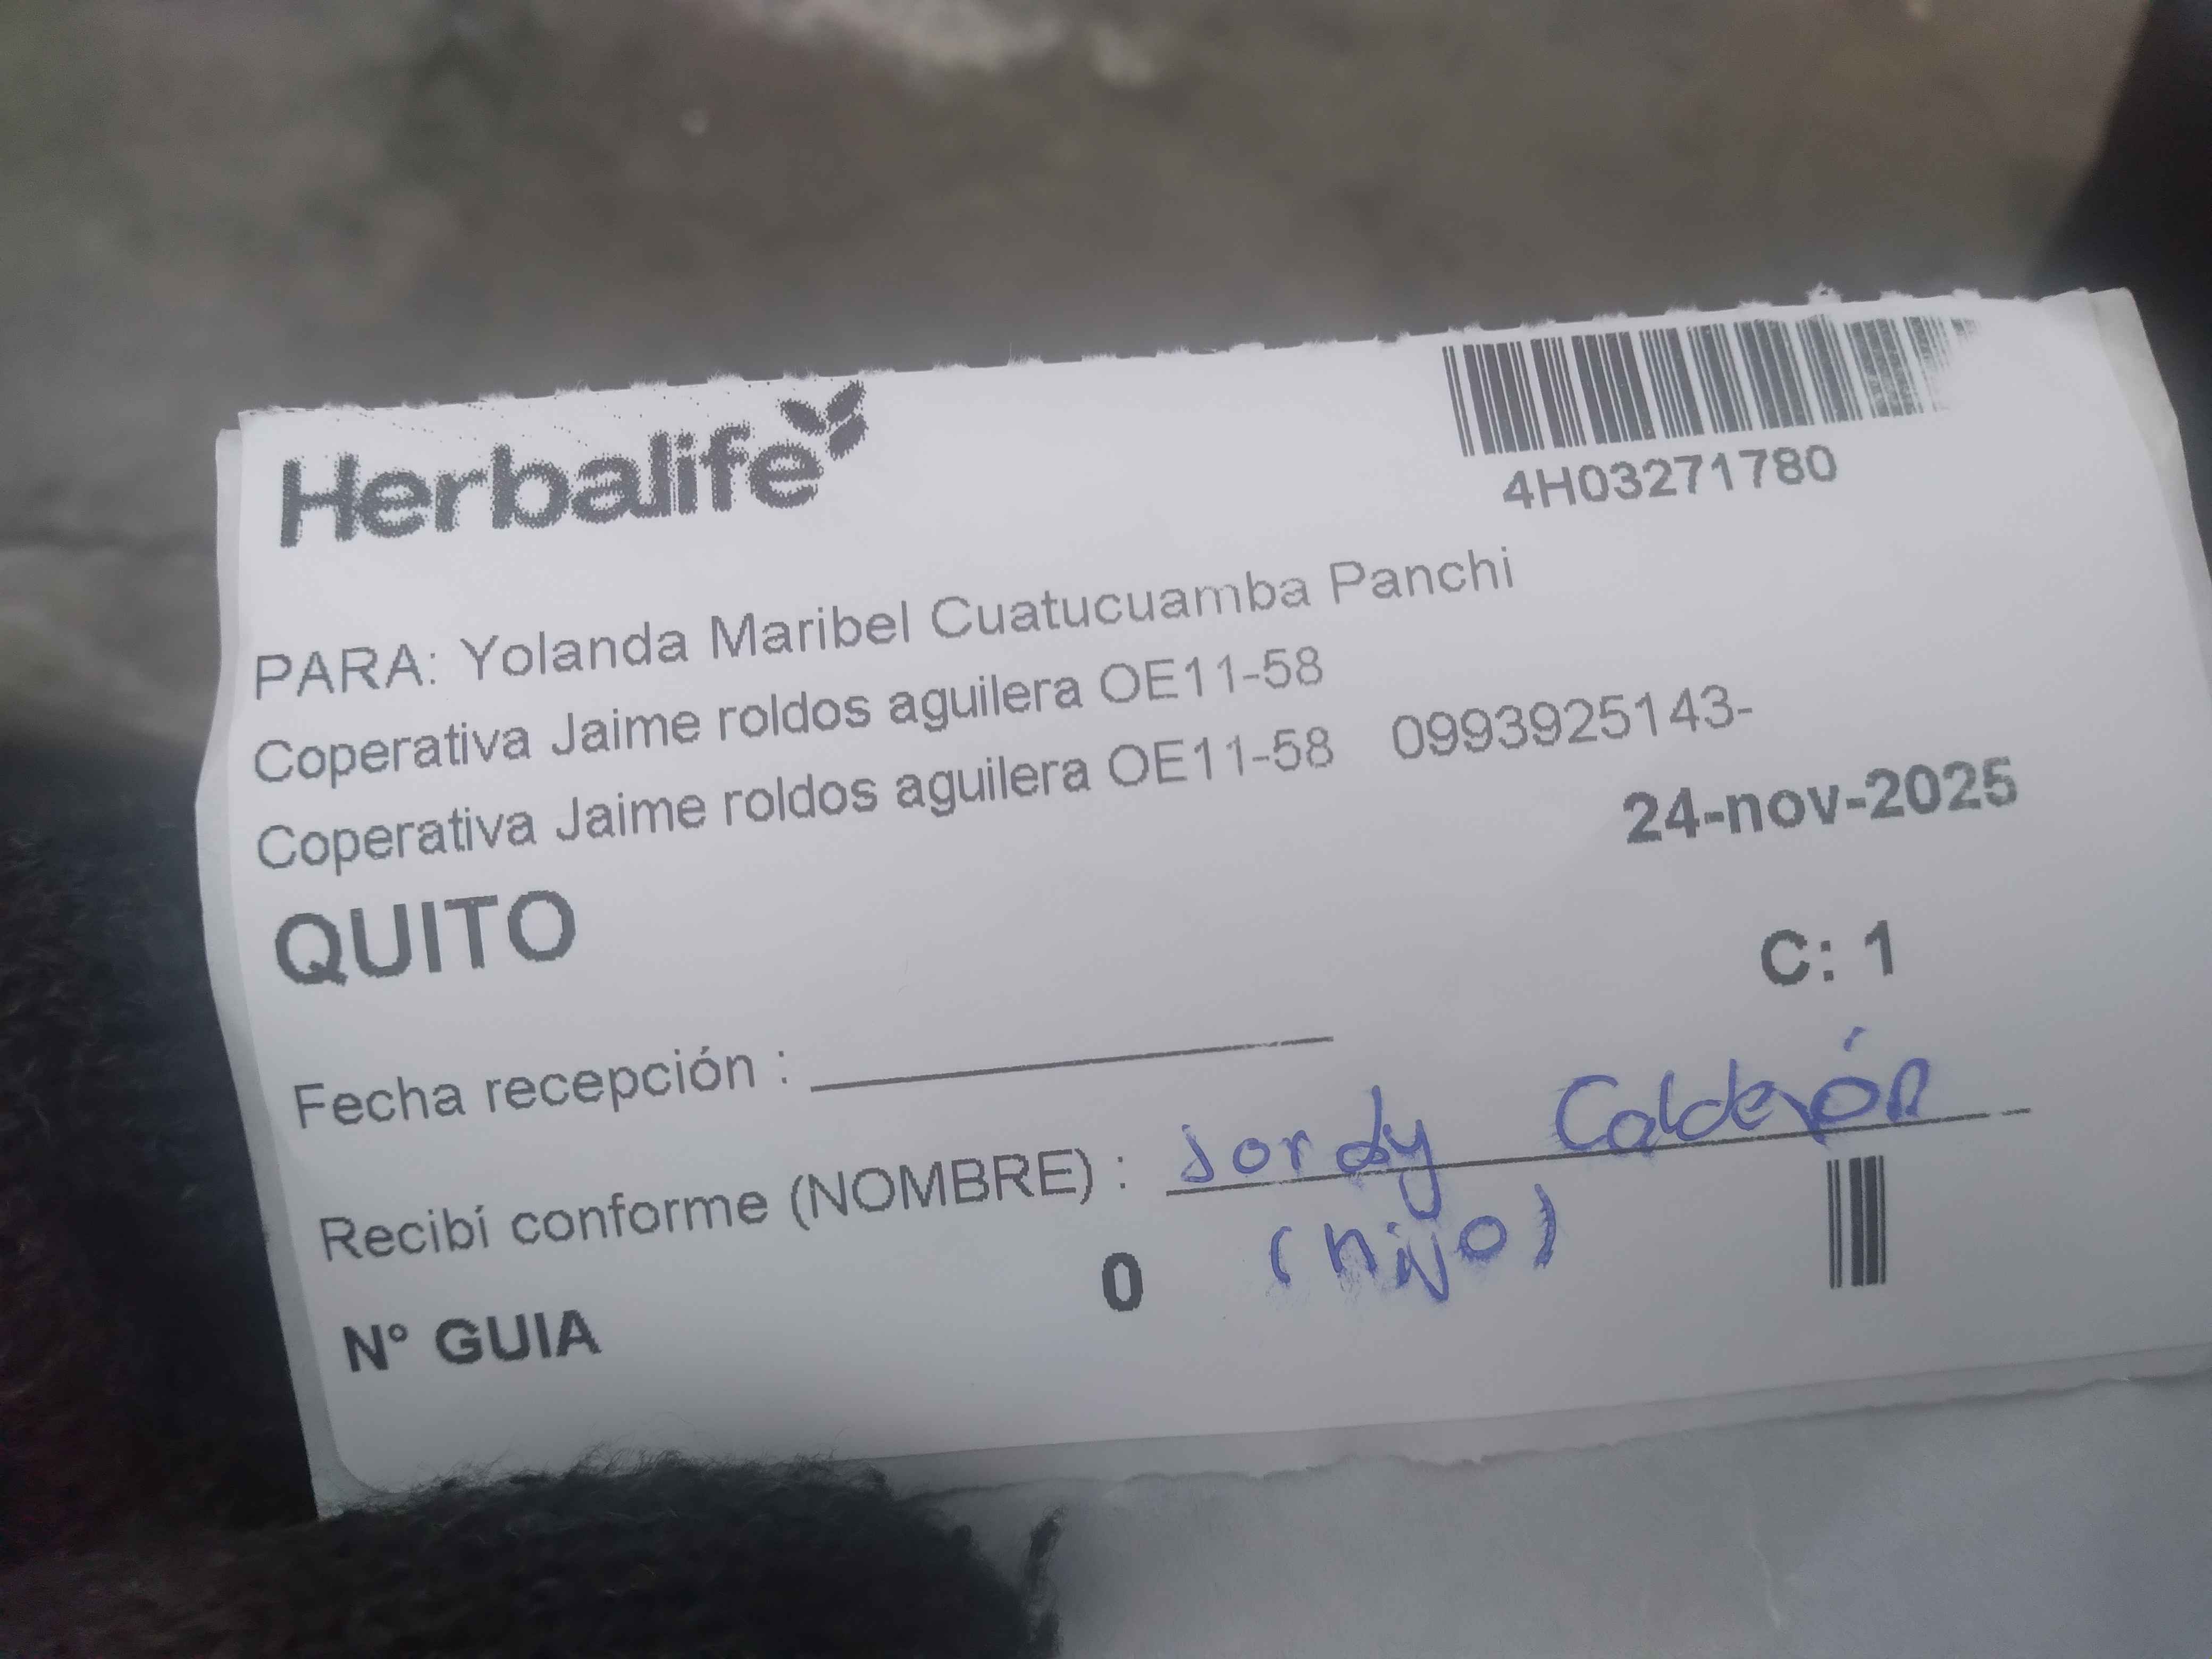 Herbalife
4H03271780
PARA: Yolanda Maribel Cuatucuamba Panchi
Coperativa Jaime roldos aguilera OE11-58
Coperativa Jaime roldos aguilera OE11-58 0993925143-
24-nov-2025
QUITO
C: 1
Fecha recepción :
Recibí conforme (NOMBRE) : Jordy Calderón
(hijo)
N° GUIA 0